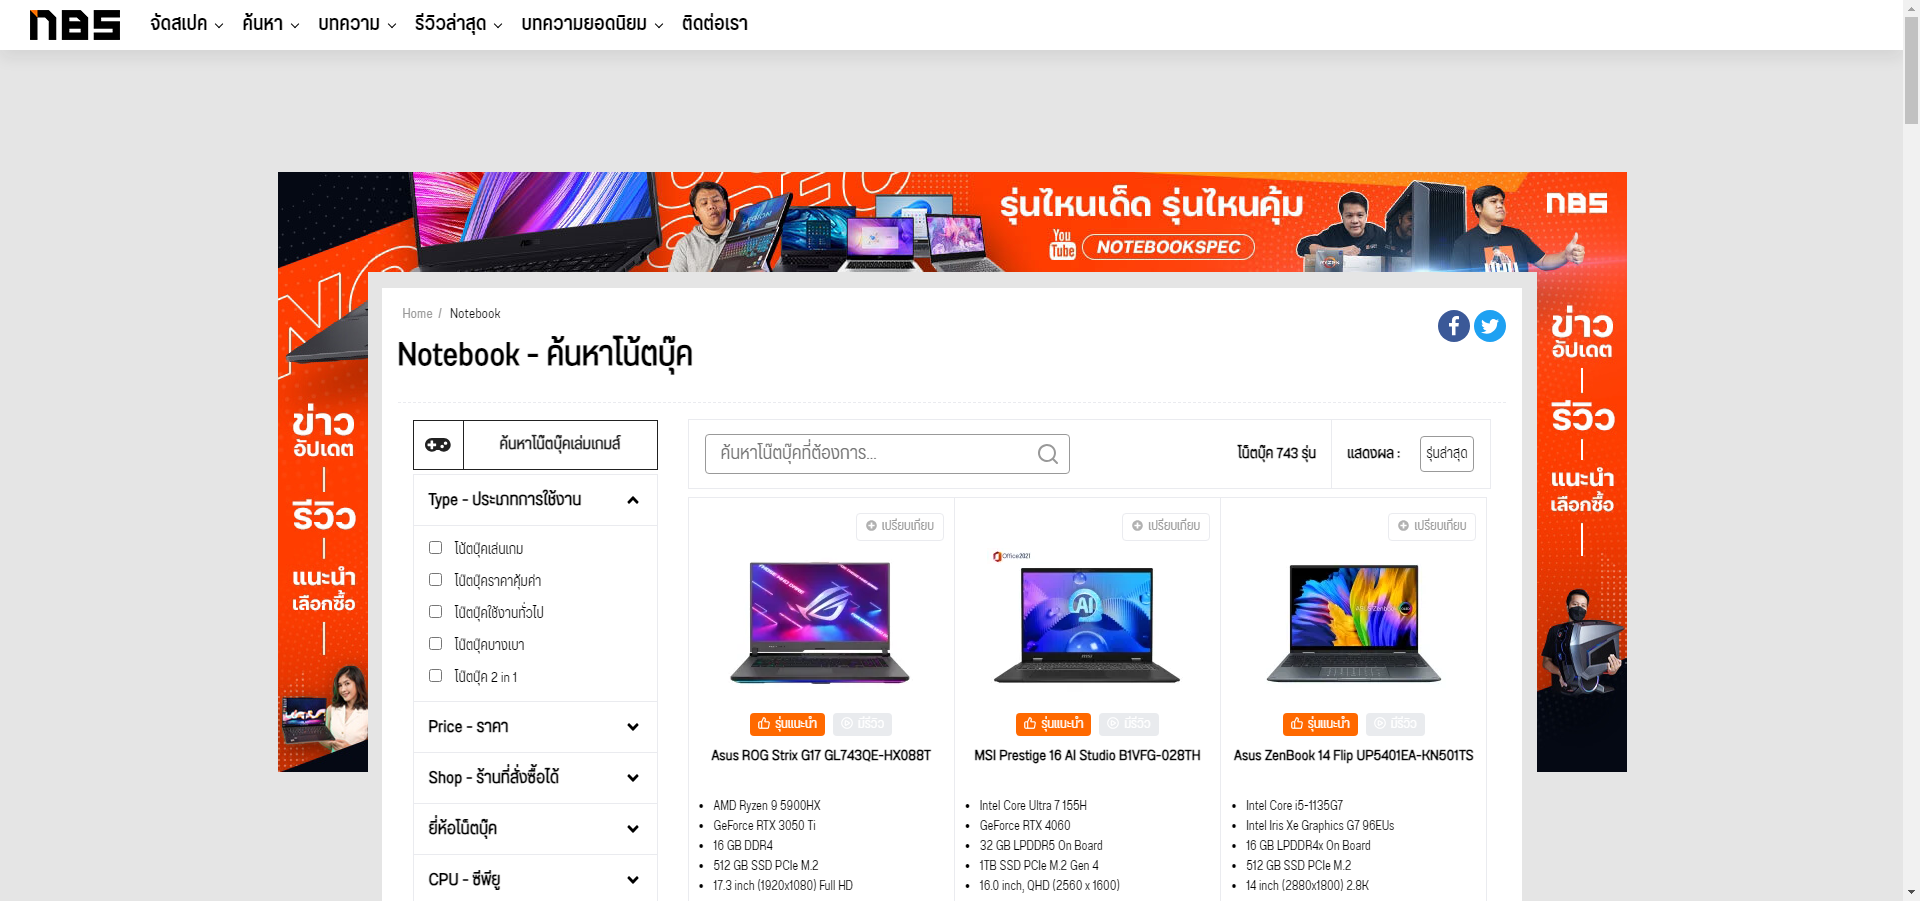 nBS
จัดสเปค
ค้นหา
บทความ
รีวิวล่าสุด
บทความยอดนิยม
ติดต่อเรา
รุ่นไหนเด็ด รุ่นไหนคุ้ม
You Tube NOTEBOOKSPEC
nBS
ข่าว
อัปเดต
รีวิว
แนะนำ
เลือกซื้อ
ข่าว
อัปเดต
รีวิว
แนะนำ
เลือกซื้อ
Home / Notebook
Notebook - ค้นหาโน้ตบุ๊ค
ค้นหาโน๊ตบุ๊คเล่มเกมส์
Type - ประเภทการใช้งาน
โน้ตบุ๊คเล่นเกม
โน๊ตบุ๊คราคาคุ้มค่า
โน๊ตบุ๊คใช้งานทั่วไป
โน๊ตบุ๊คบางเบา
โน๊ตบุ๊ค 2 in 1
Price - ราคา
Shop - ร้านที่สั่งซื้อได้
ยี่ห้อโน็ตบุ๊ค
CPU - ซีพียู
ค้นหาโน๊ตบุ๊คที่ต้องการ...
โน็ตบุ๊ค 743 รุ่น
แสดงผล :
รุ่นล่าสุด
เปรียบเทียบ
รุ่นแนะนำ
มีรีวิว
Asus ROG Strix G17 GL743QE-HX088T
AMD Ryzen 9 5900HX
GeForce RTX 3050 Ti
16 GB DDR4
512 GB SSD PCIe M.2
17.3 inch (1920x1080) Full HD
เปรียบเทียบ
Office2021
รุ่นแนะนำ
มีรีวิว
MSI Prestige 16 AI Studio B1VFG-028TH
Intel Core Ultra 7 155H
GeForce RTX 4060
32 GB LPDDR5 On Board
1TB SSD PCIe M.2 Gen 4
16.0 inch, QHD (2560 x 1600)
เปรียบเทียบ
รุ่นแนะนำ
มีรีวิว
Asus ZenBook 14 Flip UP5401EA-KN501TS
Intel Core i5-1135G7
Intel Iris Xe Graphics G7 96EUs
16 GB LPDDR4x On Board
512 GB SSD PCIe M.2
14 inch (2880x1800) 2.8K